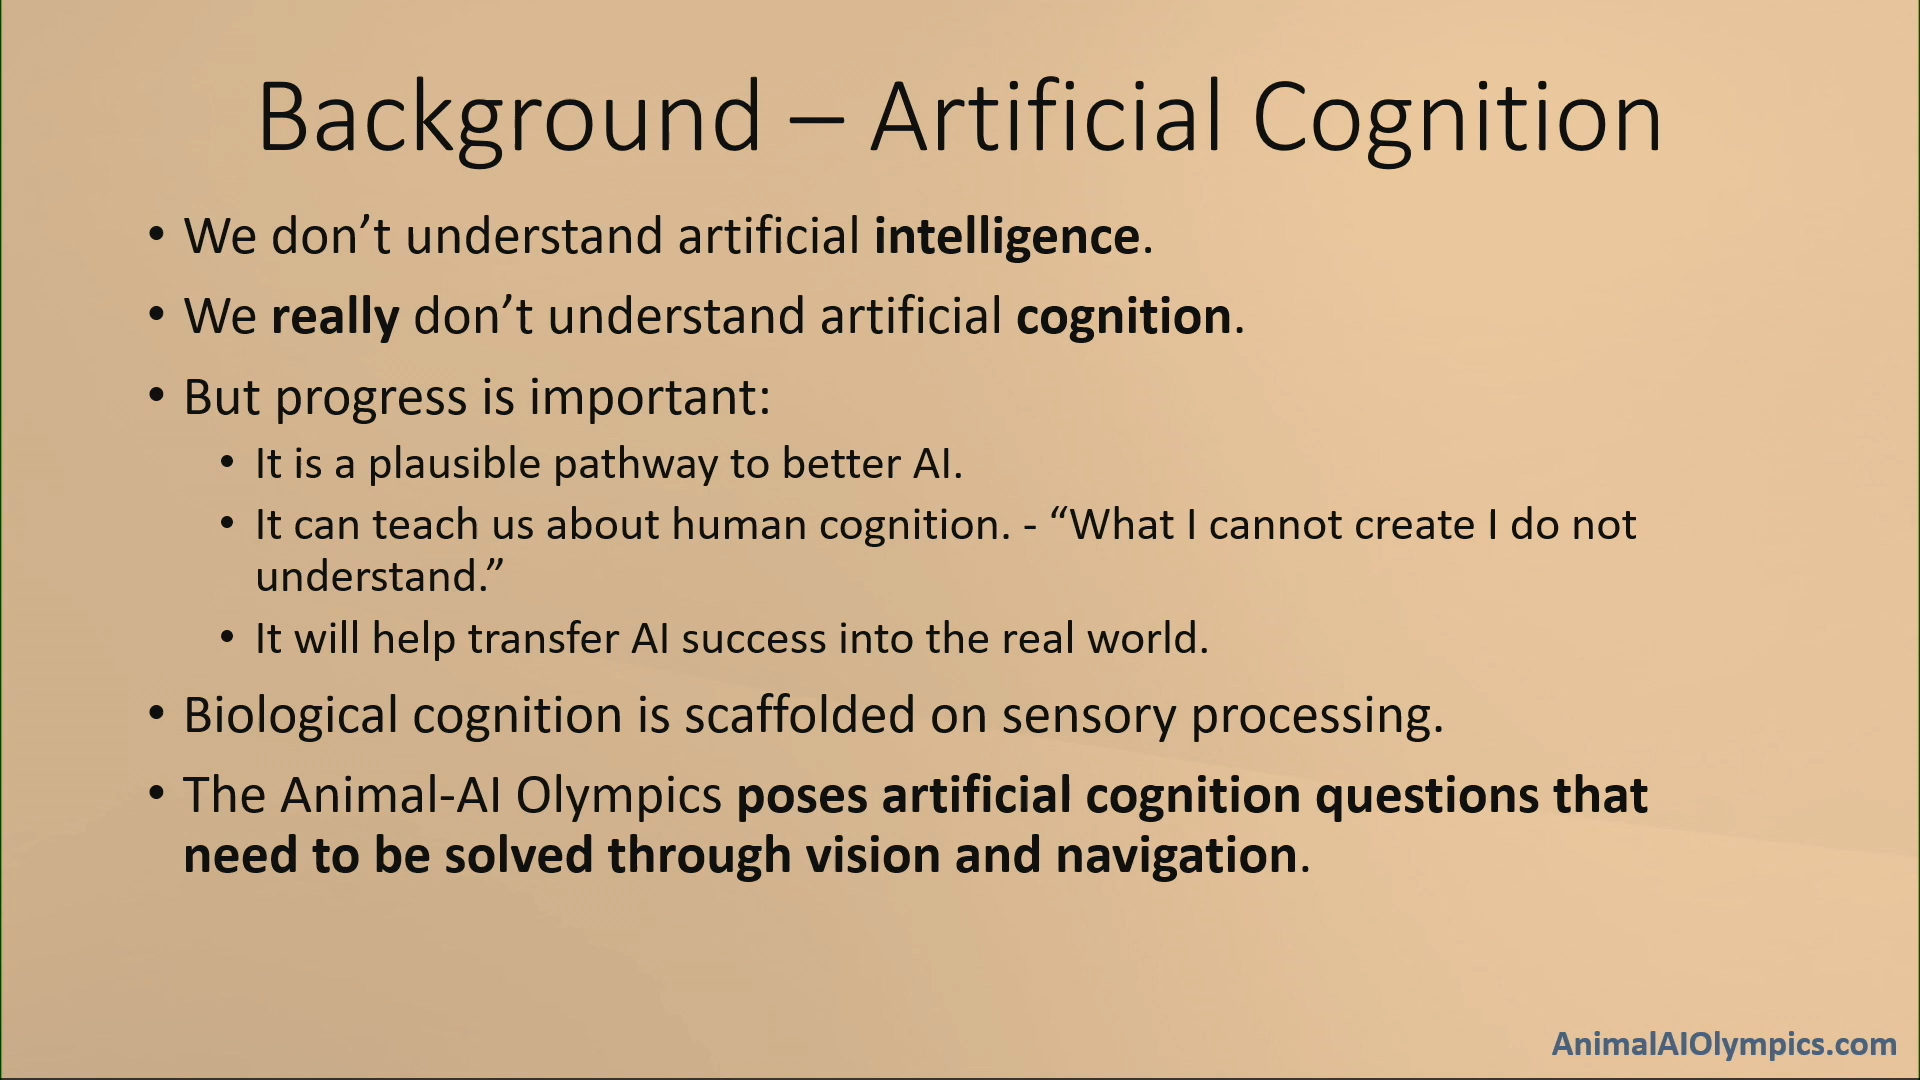 Background – Artificial Cognition
• We don’t understand artificial intelligence.
• We really don’t understand artificial cognition.
• But progress is important:
• It is a plausible pathway to better AI.
• It can teach us about human cognition. - “What I cannot create I do not
understand.”
• It will help transfer AI success into the real world.
• Biological cognition is scaffolded on sensory processing.
• The Animal-AI Olympics poses artificial cognition questions that
need to be solved through vision and navigation.
AnimalAIOlympics.com